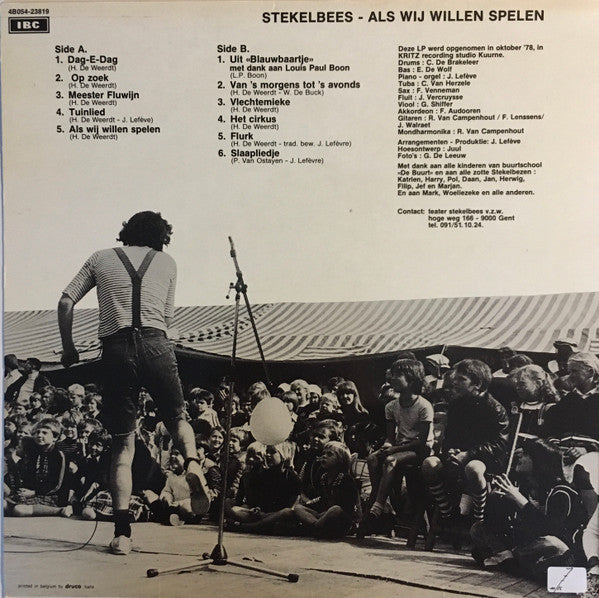 4B054-23819
IBC
STEKELBEES - ALS WIJ WILLEN SPELEN
Side A.
1. Dag-E-Dag
(H. De Weerdt)
2. Op zoek
(H. De Weerdt)
3. Meester Fluwijn
(H. De Weerdt)
4. Tuinlied
(H. De Weerdt - J. Lefévre)
5. Als wij willen spelen
(H. De Weerdt)
Side B.
1. Uit «Blauwbaartje»
met dank aan Louis Paul Boon
(L.P. Boon)
2. Van 's morgens tot 's avonds
(H. De Weerdt - W. De Buck)
3. Vlechtemieke
(H. De Weerdt)
4. Het cirkus
(H. De Weerdt)
5. Flurk
(H. De Weerdt - trad. bew. J. Lefèvre)
6. Slaapliedje
(P. Van Ostayen - J. Lefèvre)
Deze LP werd opgenomen in oktober '78, in
KRITZ recording studio Kuurne.
Drums : C. De Brakeleer
Bas : E. De Wolf
Piano - orgel : J. Lefève
Tuba : C. Van Herzele
Sax : F. Venneman
Fluit : J. Vercruysse
Viool : G. Shiffer
Akkordeon : F. Audooren
Gitaren : R. Van Campenhout / F. Lenssens/
J. Walraet
Mondharmonika : R. Van Campenhout
Arrangementen - Produktie: J. Lefève
Hoesontwerp : Juul
Foto's : G. De Leeuw
Met dank aan alle kinderen van buurtschool
«De Buurt» en aan alle zotte Stekelbezen :
Katrien, Harry, Pol, Daan, Jan, Herwig,
Filip, Jef en Marjan.
En aan Mark, Woeliezeke en alle anderen.
Contact: teater stekelbees v.z.w.
hoge weg 166 - 9000 Gent
tel. 091/51.10.24.
printed in belgium by druco halle